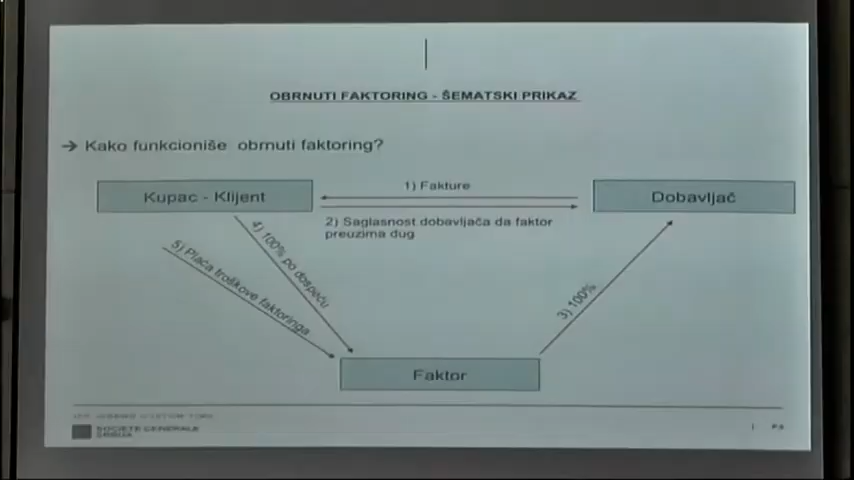 OBRNUTI FAKTORING - ŠEMATSKI PRIKAZ
→ Kako funkcioniše obrnuti faktoring?
Kupac - Klijent
1) Fakture
Dobavljač
2) Saglasnost dobavljača da faktor
preuzima dug
4) 100% po dospeću
5) Plaća troškove faktoringa
3) 100%
Faktor
SOCIETE GENERALE
SRBIJA